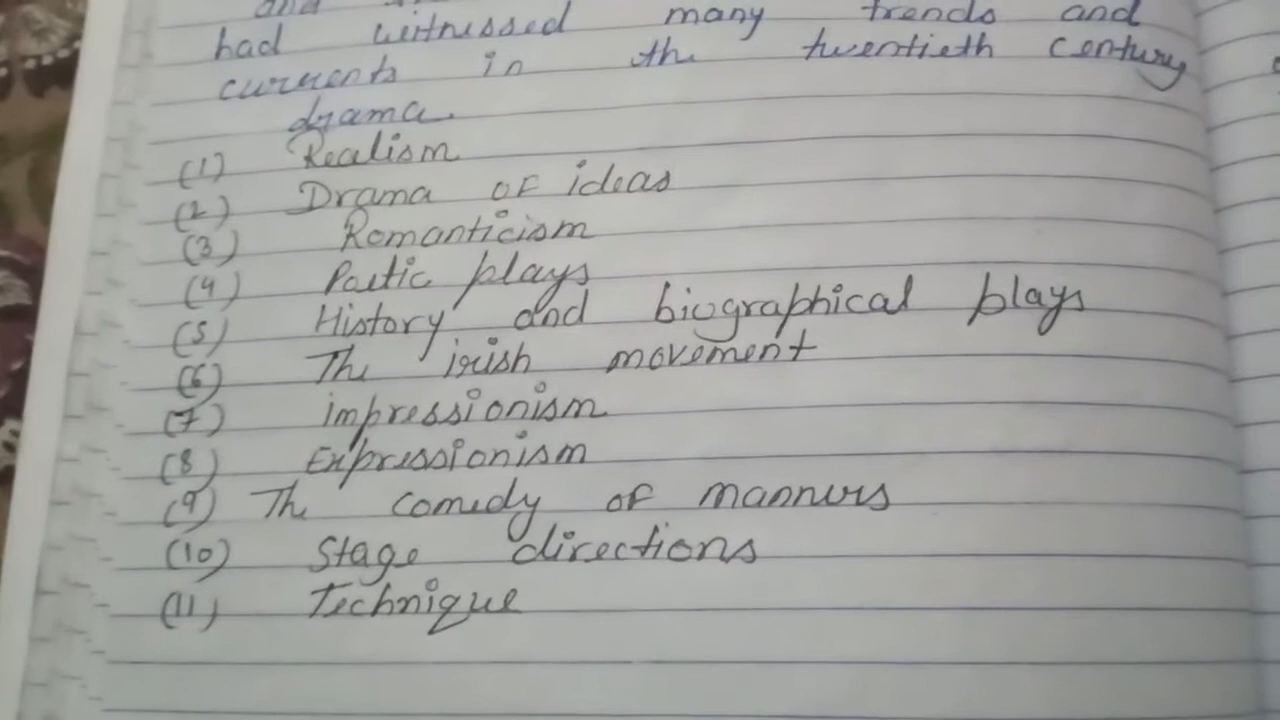 and
had witnessed many trends and
currents in the twentieth century
drama.
(1) Realism
(2) Drama of ideas
(3) Romanticism
(4) Poetic plays
(5) History and biographical plays
(6) The irish movement
(7) impressionism
(8) Expressionism
(9) The comedy of manners
(10) Stage directions
(11) Technique